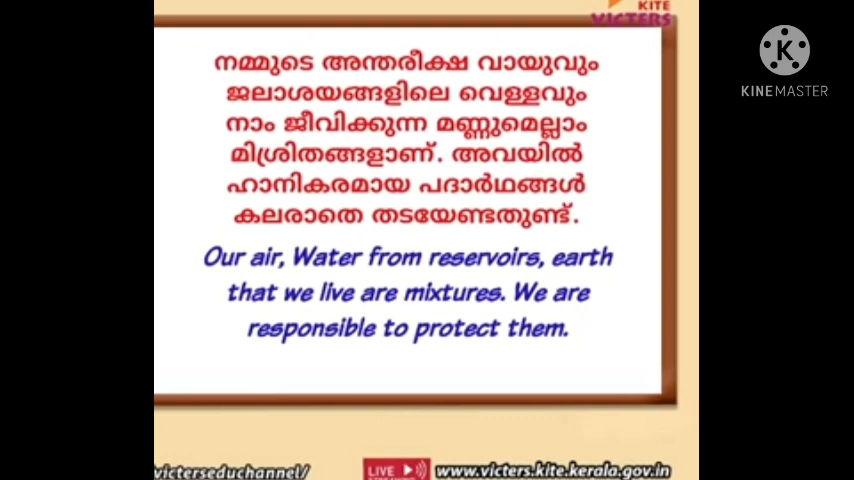 KITE
VICTERS
KINEMASTER
നമ്മുടെ അന്തരീക്ഷ വായുവും
ജലാശയങ്ങളിലെ വെള്ളവും
നാം ജീവിക്കുന്ന മണ്ണുമെല്ലാം
മിശ്രിതങ്ങളാണ്. അവയിൽ
ഹാനികരമായ പദാർഥങ്ങൾ
കലരാതെ തടയേണ്ടതുണ്ട്.
Our air, Water from reservoirs, earth
that we live are mixtures. We are
responsible to protect them.
victerseduchannel/
LIVE
www.victers.kite.kerala.gov.in